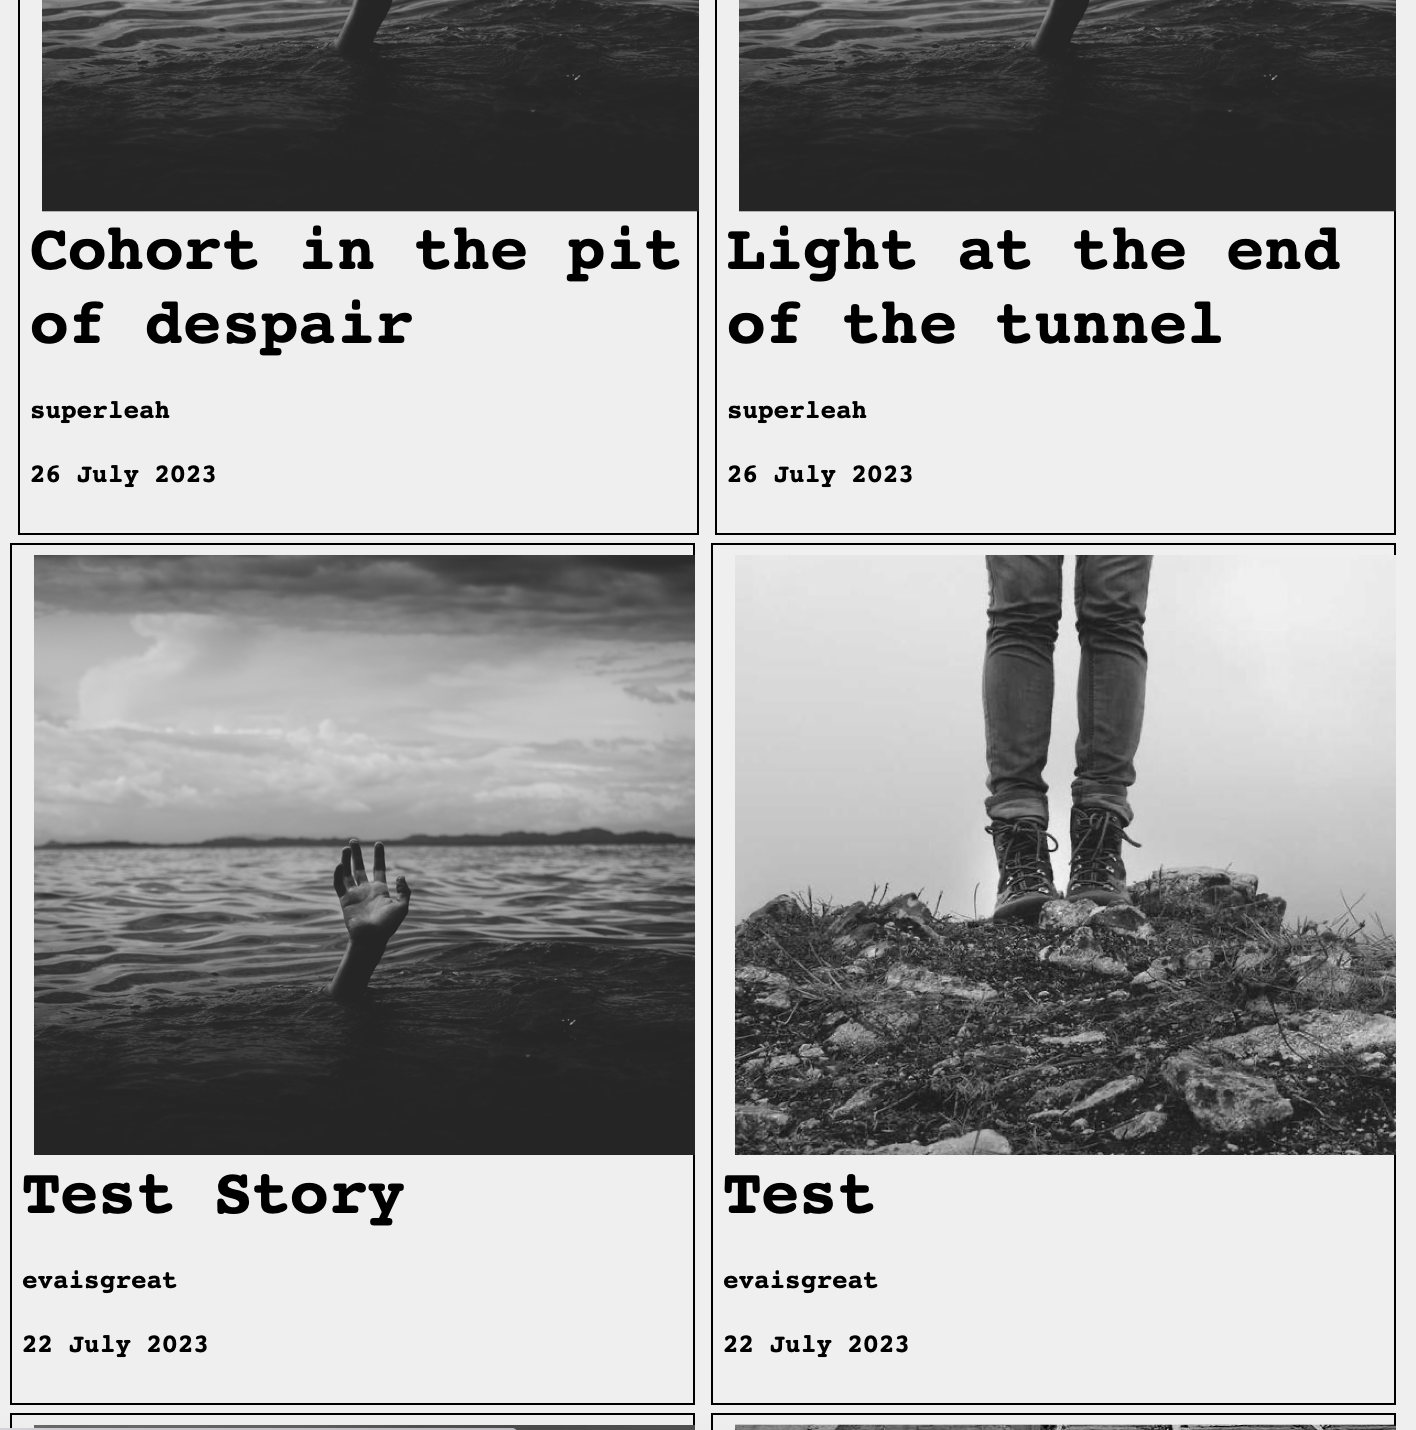 Cohort in the pit
of despair
superleah
26 July 2023
Light at the end
of the tunnel
superleah
26 July 2023
Test Story
evaisgreat
22 July 2023
Test
evaisgreat
22 July 2023